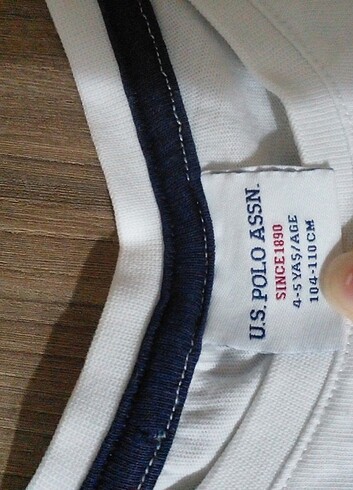 U.S. POLO ASSN.
SINCE 1890
4-5 YAŞ/AGE
104-110 CM